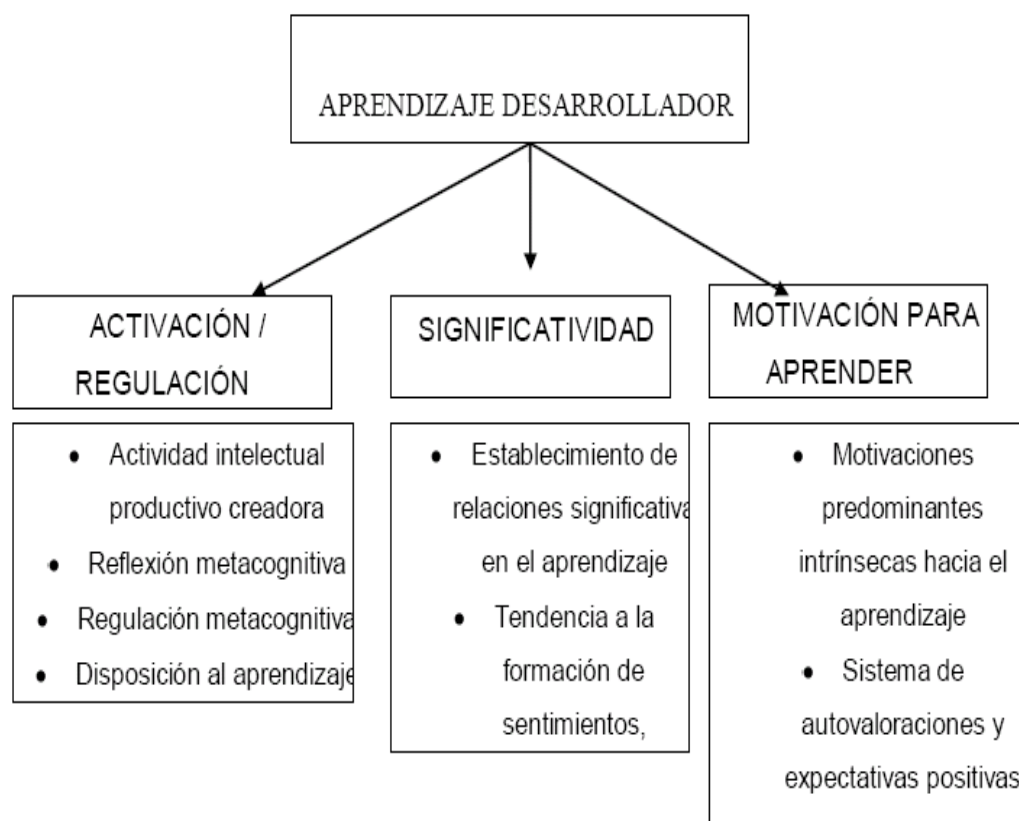 APRENDIZAJE DESARROLLADOR
ACTIVACIÓN /
REGULACIÓN
• Actividad intelectual
productivo creadora
• Reflexión metacognitiva
• Regulación metacognitiva
• Disposición al aprendizaje
SIGNIFICATIVIDAD
• Establecimiento de
relaciones significativa
en el aprendizaje
• Tendencia a la
formación de
sentimientos,
MOTIVACIÓN PARA
APRENDER
• Motivaciones
predominantes
intrínsecas hacia el
aprendizaje
• Sistema de
autovaloraciones y
expectativas positivas